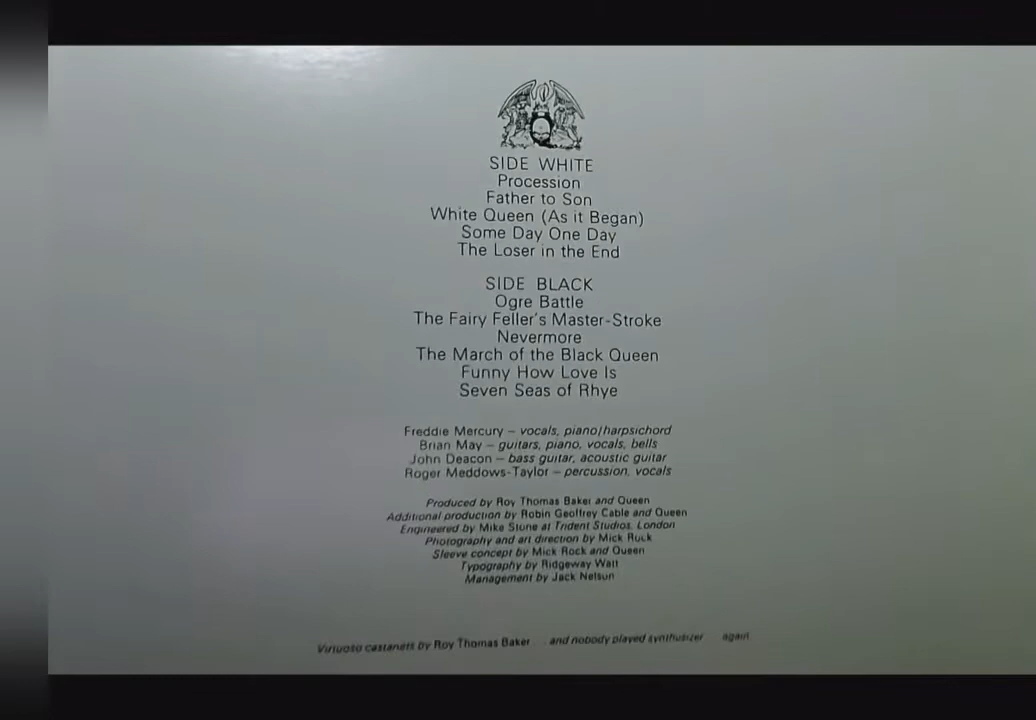 SIDE WHITE
Procession
Father to Son
White Queen (As it Began)
Some Day One Day
The Loser in the End
SIDE BLACK
Ogre Battle
The Fairy Feller's Master-Stroke
Nevermore
The March of the Black Queen
Funny How Love Is
Seven Seas of Rhye
Freddie Mercury – vocals, piano/harpsichord
Brian May – guitars, piano, vocals, bells
John Deacon – bass guitar, acoustic guitar
Roger Meddows-Taylor – percussion, vocals
Produced by Roy Thomas Baker and Queen
Additional production by Robin Geoffrey Cable and Queen
Engineered by Mike Stone at Trident Studios, London
Photography and art direction by Mick Rock
Sleeve concept by Mick Rock and Queen
Typography by Ridgeway Watt
Management by Jack Nelson
Virtuoso castanets by Roy Thomas Baker and nobody played synthesizer again